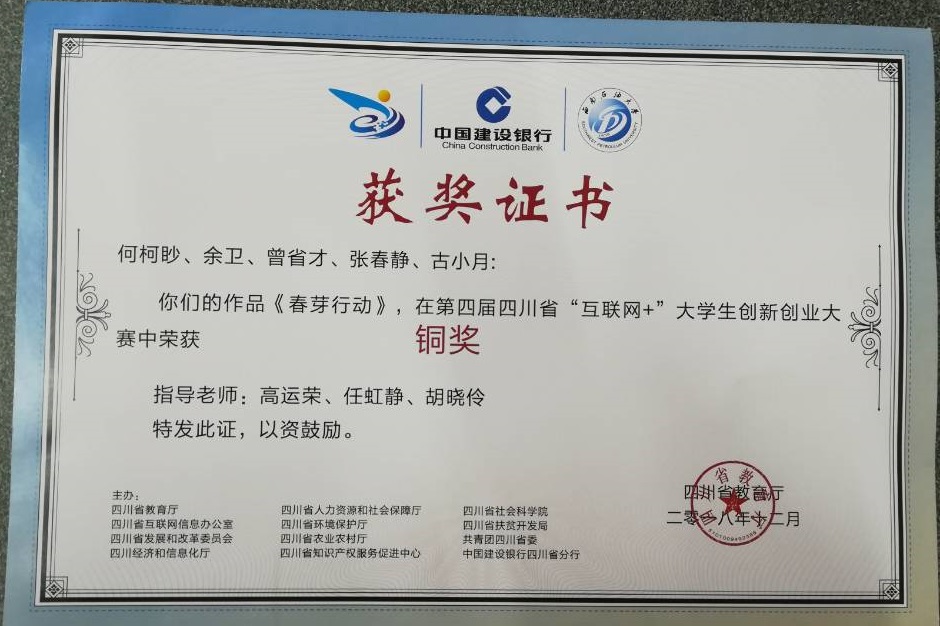 中国建设银行
China Construction Bank
西南石油大学
SOUTHWEST PETROLEUM UNIVERSITY
获奖证书
何柯眇、余卫、曾省才、张春静、古小月:
你们的作品《春芽行动》，在第四届四川省“互联网+”大学生创新创业大
赛中荣获
铜奖
指导老师：高运荣、任虹静、胡晓伶
特发此证，以资鼓励。
主办：
四川省教育厅 四川省人力资源和社会保障厅 四川省社会科学院
四川省互联网信息办公室 四川省环境保护厅 四川省扶贫开发局
四川省发展和改革委员会 四川省农业农村厅 共青团四川省委
四川经济和信息化厅 四川省知识产权服务促进中心 中国建设银行四川省分行
四川省教育厅
二零一八年十二月